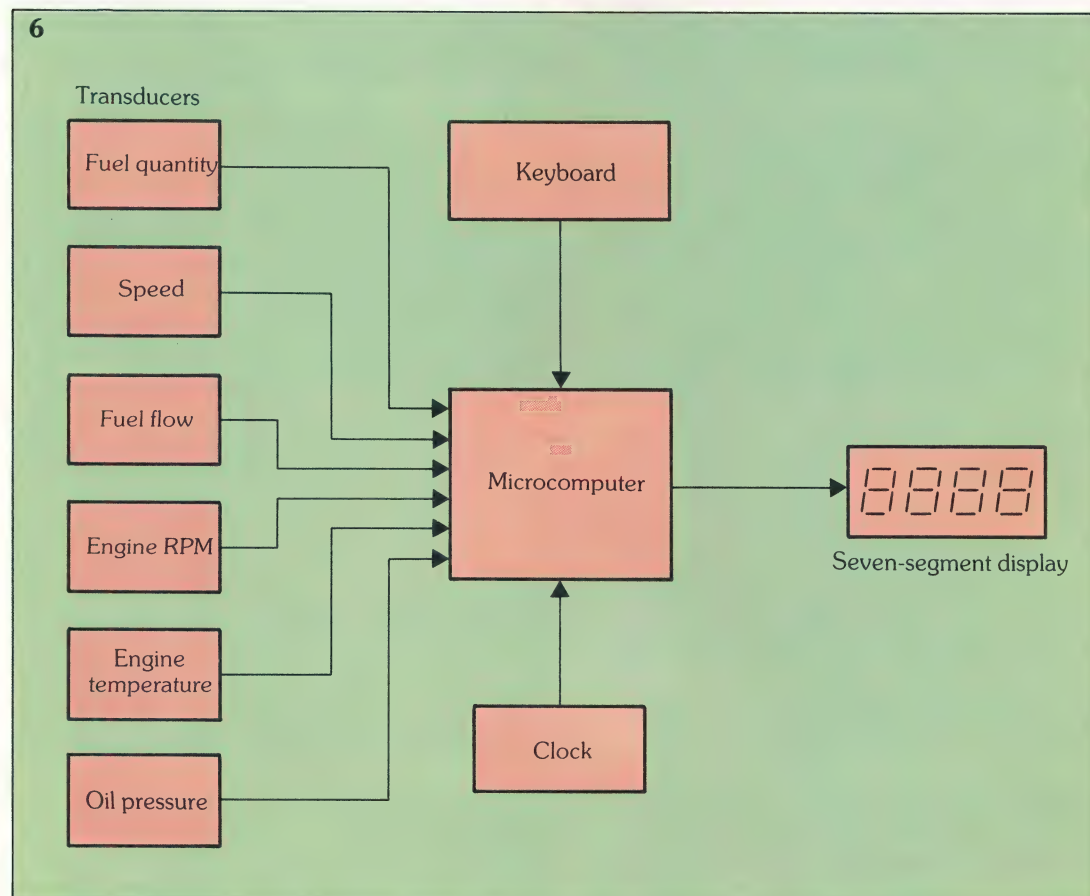 6
Transducers
Fuel quantity
Speed
Fuel flow
Engine RPM
Engine
temperature
Oil pressure
Keyboard
Microcomputer
Clock
8888
Seven-segment display